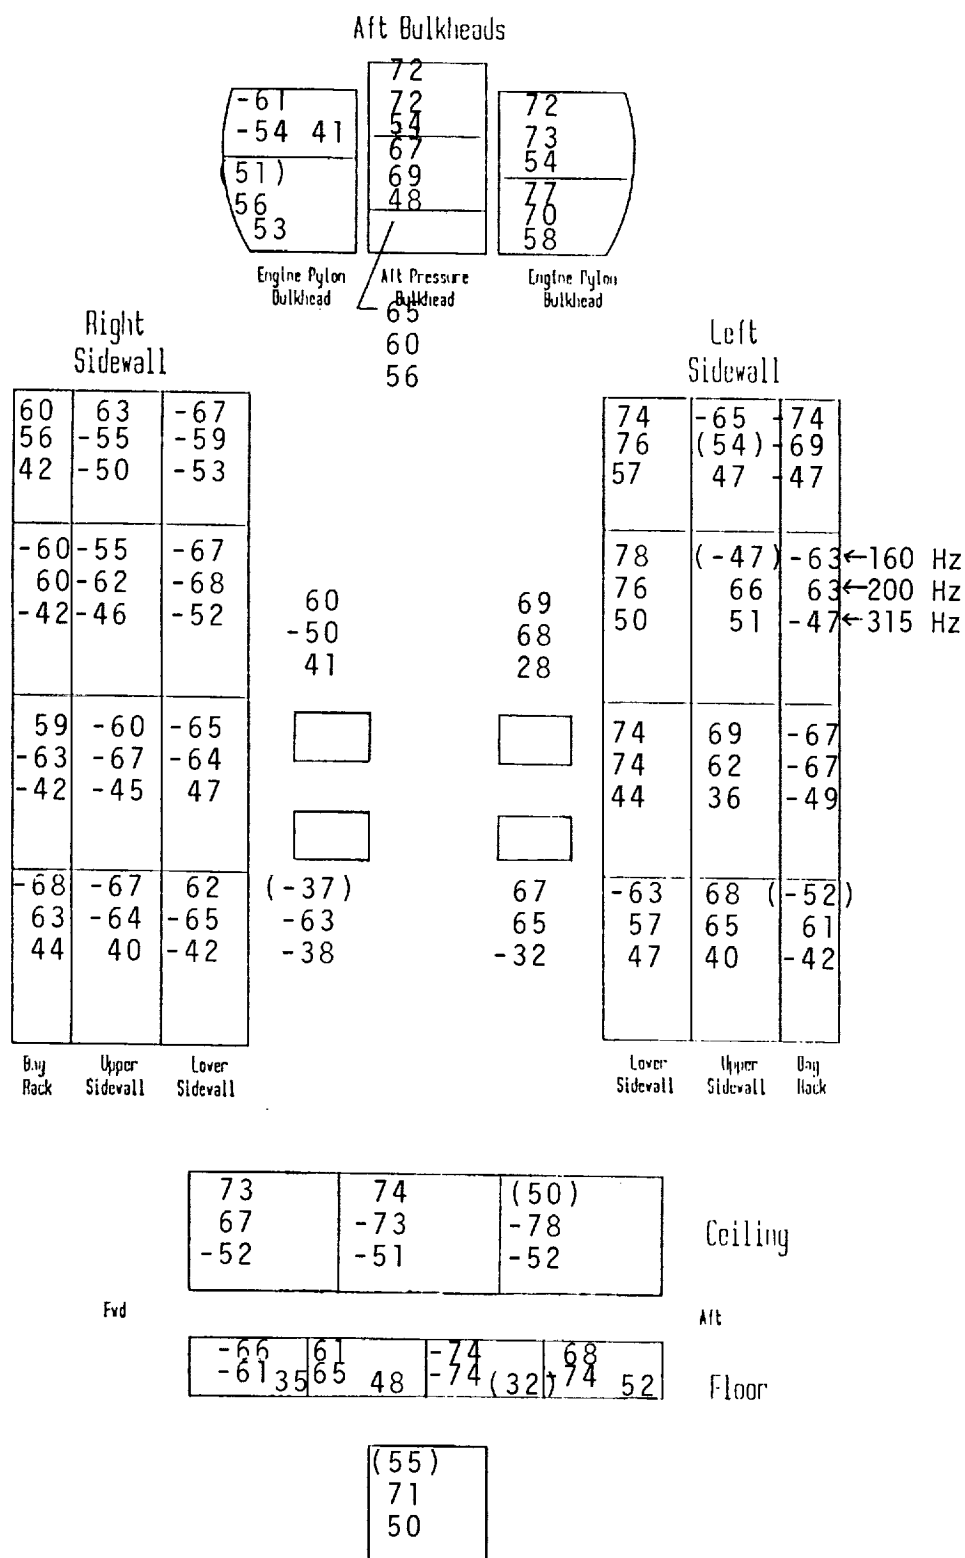 Aft Bulkheads
-61
-54 41
(51)
56
53
72
72
54
67
69
48
72
73
54
77
70
58
Engine Pylon
Bulkhead
Aft Pressure
Bulkhead
Engine Pylon
Bulkhead
65
60
56
Right
Sidewall
Left
Sidewall
60 63 -67
56 -55 -59
42 -50 -53
-60 -55 -67
60 -62 -68
-42 -46 -52
59 -60 -65
-63 -67 -64
-42 -45 47
-68 -67 62
63 -64 -65
44 40 -42
Bag
Rack
Upper
Sidewall
Lower
Sidewall
60
-50
41
69
68
28
(-37)
-63
-38
67
65
-32
74 -65 -74
76 (54) -69
57 47 -47
78 (-47) -63 ←160 Hz
76 66 63 ←200 Hz
50 51 -47 ←315 Hz
74 69 -67
74 62 -67
44 36 -49
-63 68 (-52)
57 65 61
47 40 -42
Lower
Sidewall
Upper
Sidewall
Bag
Rack
73 74 (50)
67 -73 -78
-52 -51 -52
Ceiling
Fwd
Aft
-66 61 -74 68
-61 35 65 48 -74 (32) -74 52
Floor
(55)
71
50